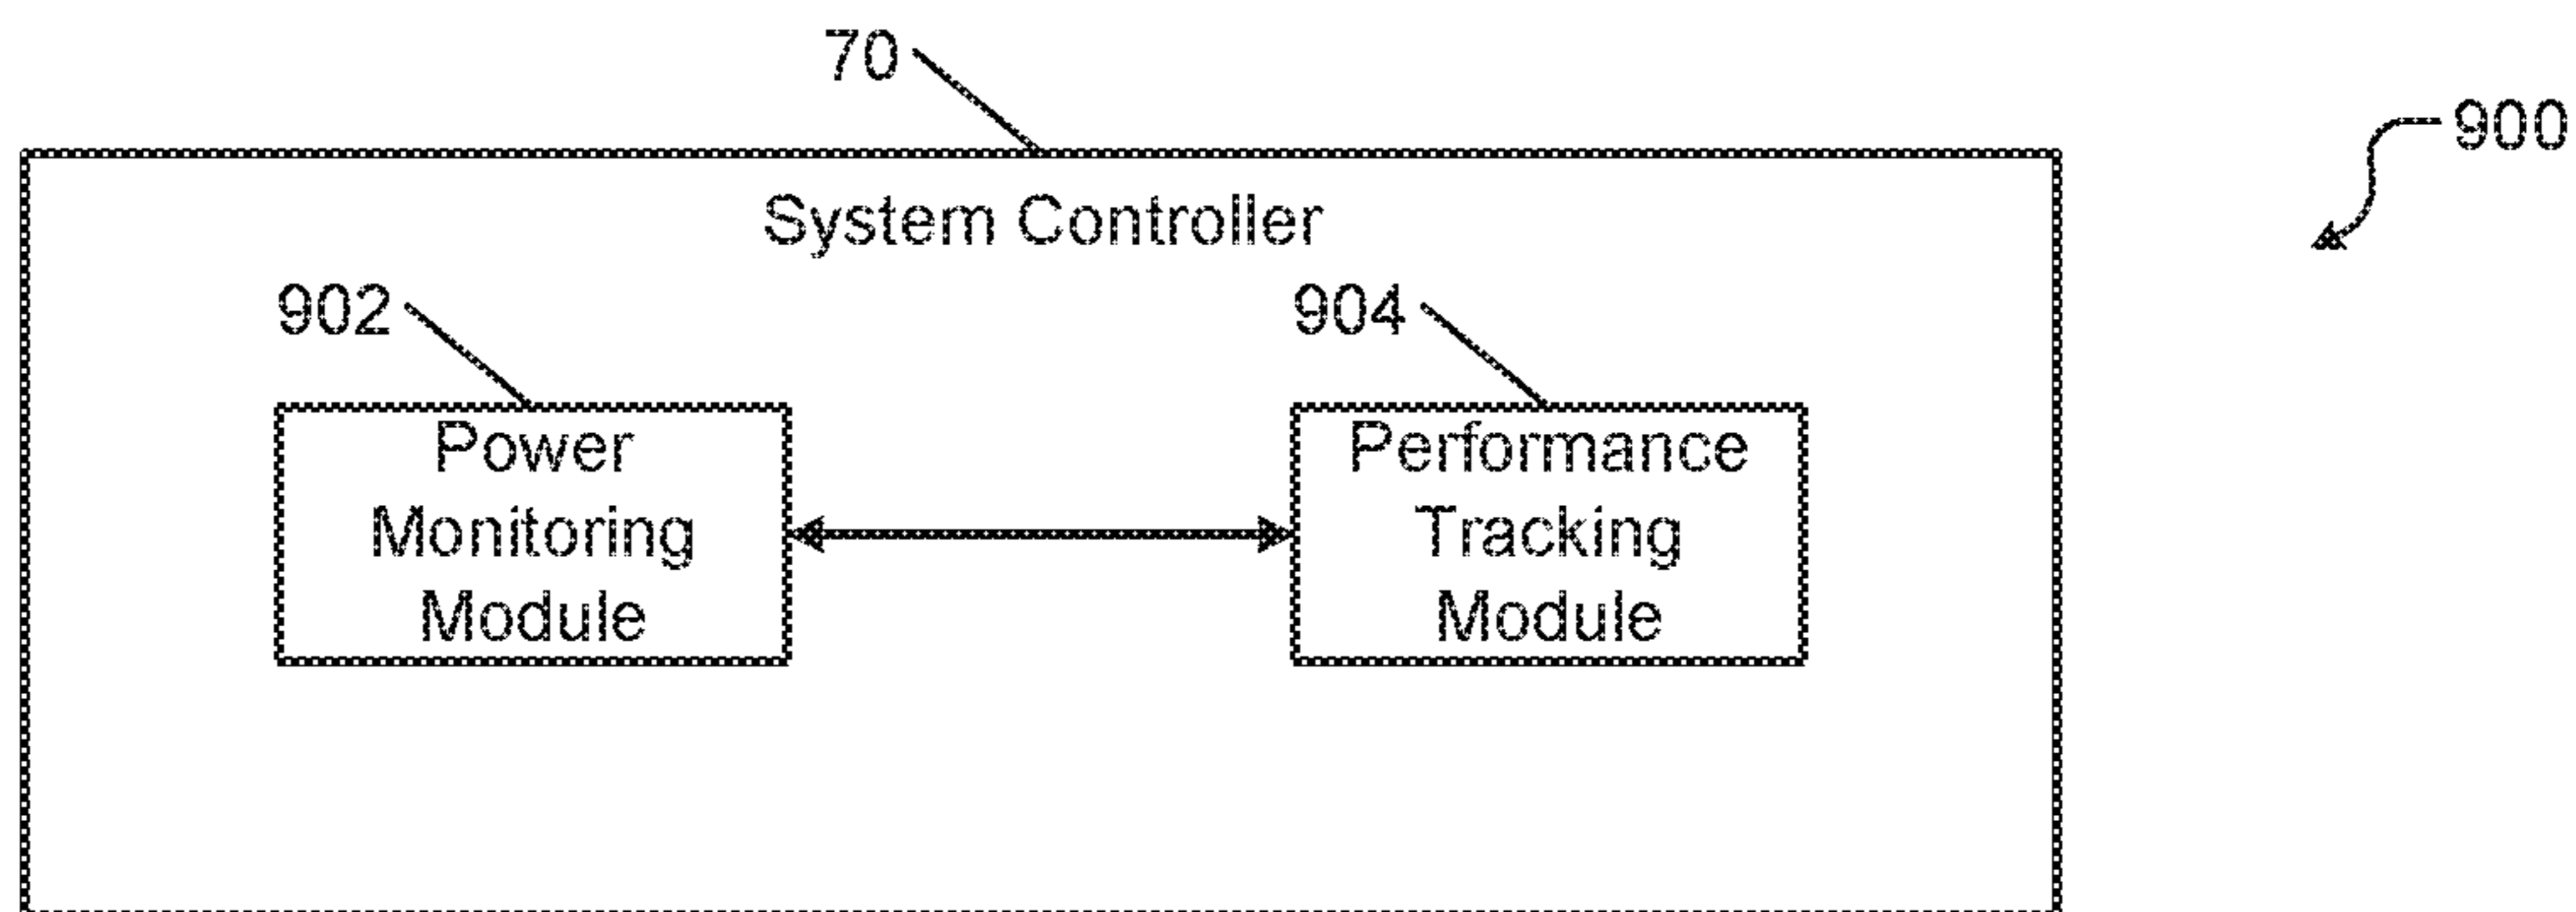 70
900
System Controller
902
904
Power
Monitoring
Module
Performance
Tracking
Module